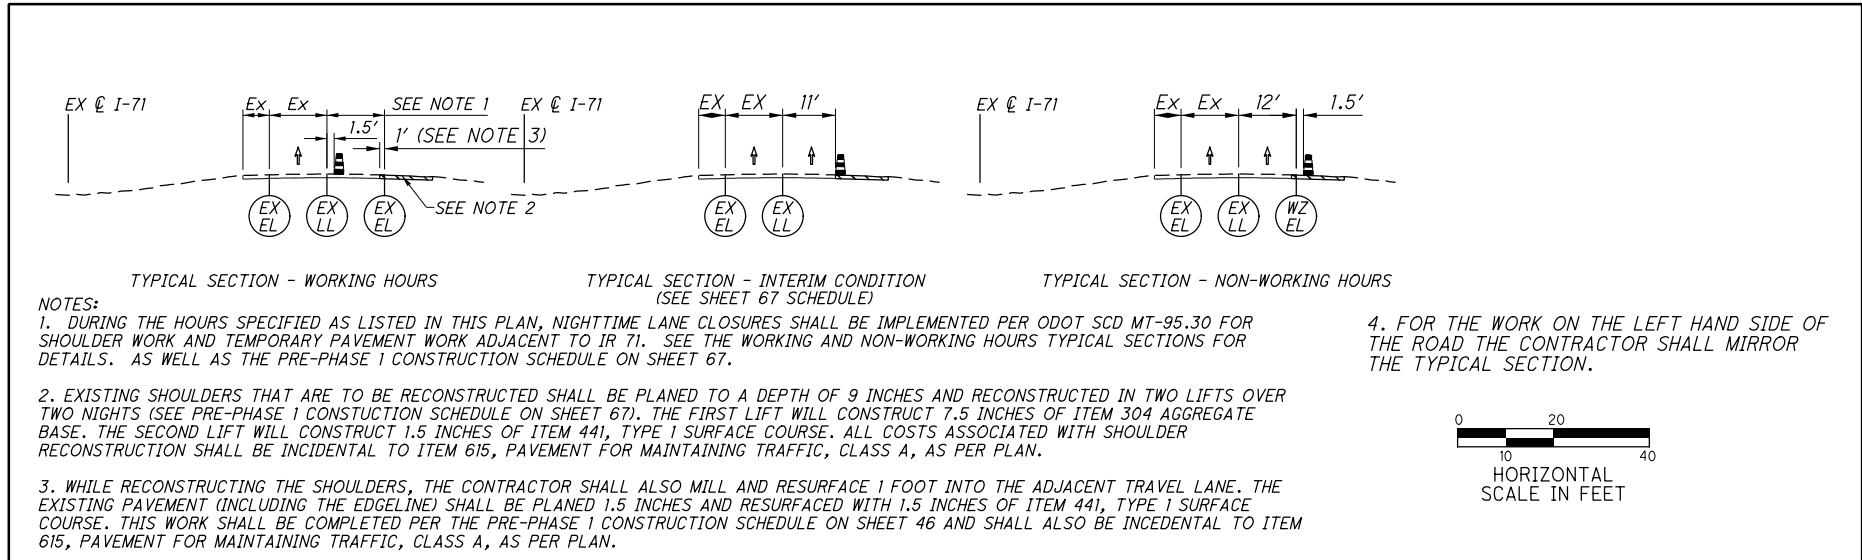 EX ℄ I-71
Ex Ex SEE NOTE 1
1.5'
1' (SEE NOTE 3)
EX EL
EX LL
EX EL
SEE NOTE 2
TYPICAL SECTION - WORKING HOURS
EX ℄ I-71
EX EX 11'
EX EL
EX LL
TYPICAL SECTION - INTERIM CONDITION
(SEE SHEET 67 SCHEDULE)
EX ℄ I-71
Ex Ex 12' 1.5'
EX EL
EX LL
WZ EL
TYPICAL SECTION - NON-WORKING HOURS
NOTES:
1. DURING THE HOURS SPECIFIED AS LISTED IN THIS PLAN, NIGHTTIME LANE CLOSURES SHALL BE IMPLEMENTED PER ODOT SCD MT-95.30 FOR
SHOULDER WORK AND TEMPORARY PAVEMENT WORK ADJACENT TO IR 71. SEE THE WORKING AND NON-WORKING HOURS TYPICAL SECTIONS FOR
DETAILS. AS WELL AS THE PRE-PHASE 1 CONSTRUCTION SCHEDULE ON SHEET 67.
2. EXISTING SHOULDERS THAT ARE TO BE RECONSTRUCTED SHALL BE PLANED TO A DEPTH OF 9 INCHES AND RECONSTRUCTED IN TWO LIFTS OVER
TWO NIGHTS (SEE PRE-PHASE 1 CONSTUCTION SCHEDULE ON SHEET 67). THE FIRST LIFT WILL CONSTRUCT 7.5 INCHES OF ITEM 304 AGGREGATE
BASE. THE SECOND LIFT WILL CONSTRUCT 1.5 INCHES OF ITEM 441, TYPE 1 SURFACE COURSE. ALL COSTS ASSOCIATED WITH SHOULDER
RECONSTRUCTION SHALL BE INCIDENTAL TO ITEM 615, PAVEMENT FOR MAINTAINING TRAFFIC, CLASS A, AS PER PLAN.
3. WHILE RECONSTRUCTING THE SHOULDERS, THE CONTRACTOR SHALL ALSO MILL AND RESURFACE 1 FOOT INTO THE ADJACENT TRAVEL LANE. THE
EXISTING PAVEMENT (INCLUDING THE EDGELINE) SHALL BE PLANED 1.5 INCHES AND RESURFACED WITH 1.5 INCHES OF ITEM 441, TYPE 1 SURFACE
COURSE. THIS WORK SHALL BE COMPLETED PER THE PRE-PHASE 1 CONSTRUCTION SCHEDULE ON SHEET 46 AND SHALL ALSO BE INCEDENTAL TO ITEM
615, PAVEMENT FOR MAINTAINING TRAFFIC, CLASS A, AS PER PLAN.
4. FOR THE WORK ON THE LEFT HAND SIDE OF
THE ROAD THE CONTRACTOR SHALL MIRROR
THE TYPICAL SECTION.
0 20
10 40
HORIZONTAL
SCALE IN FEET